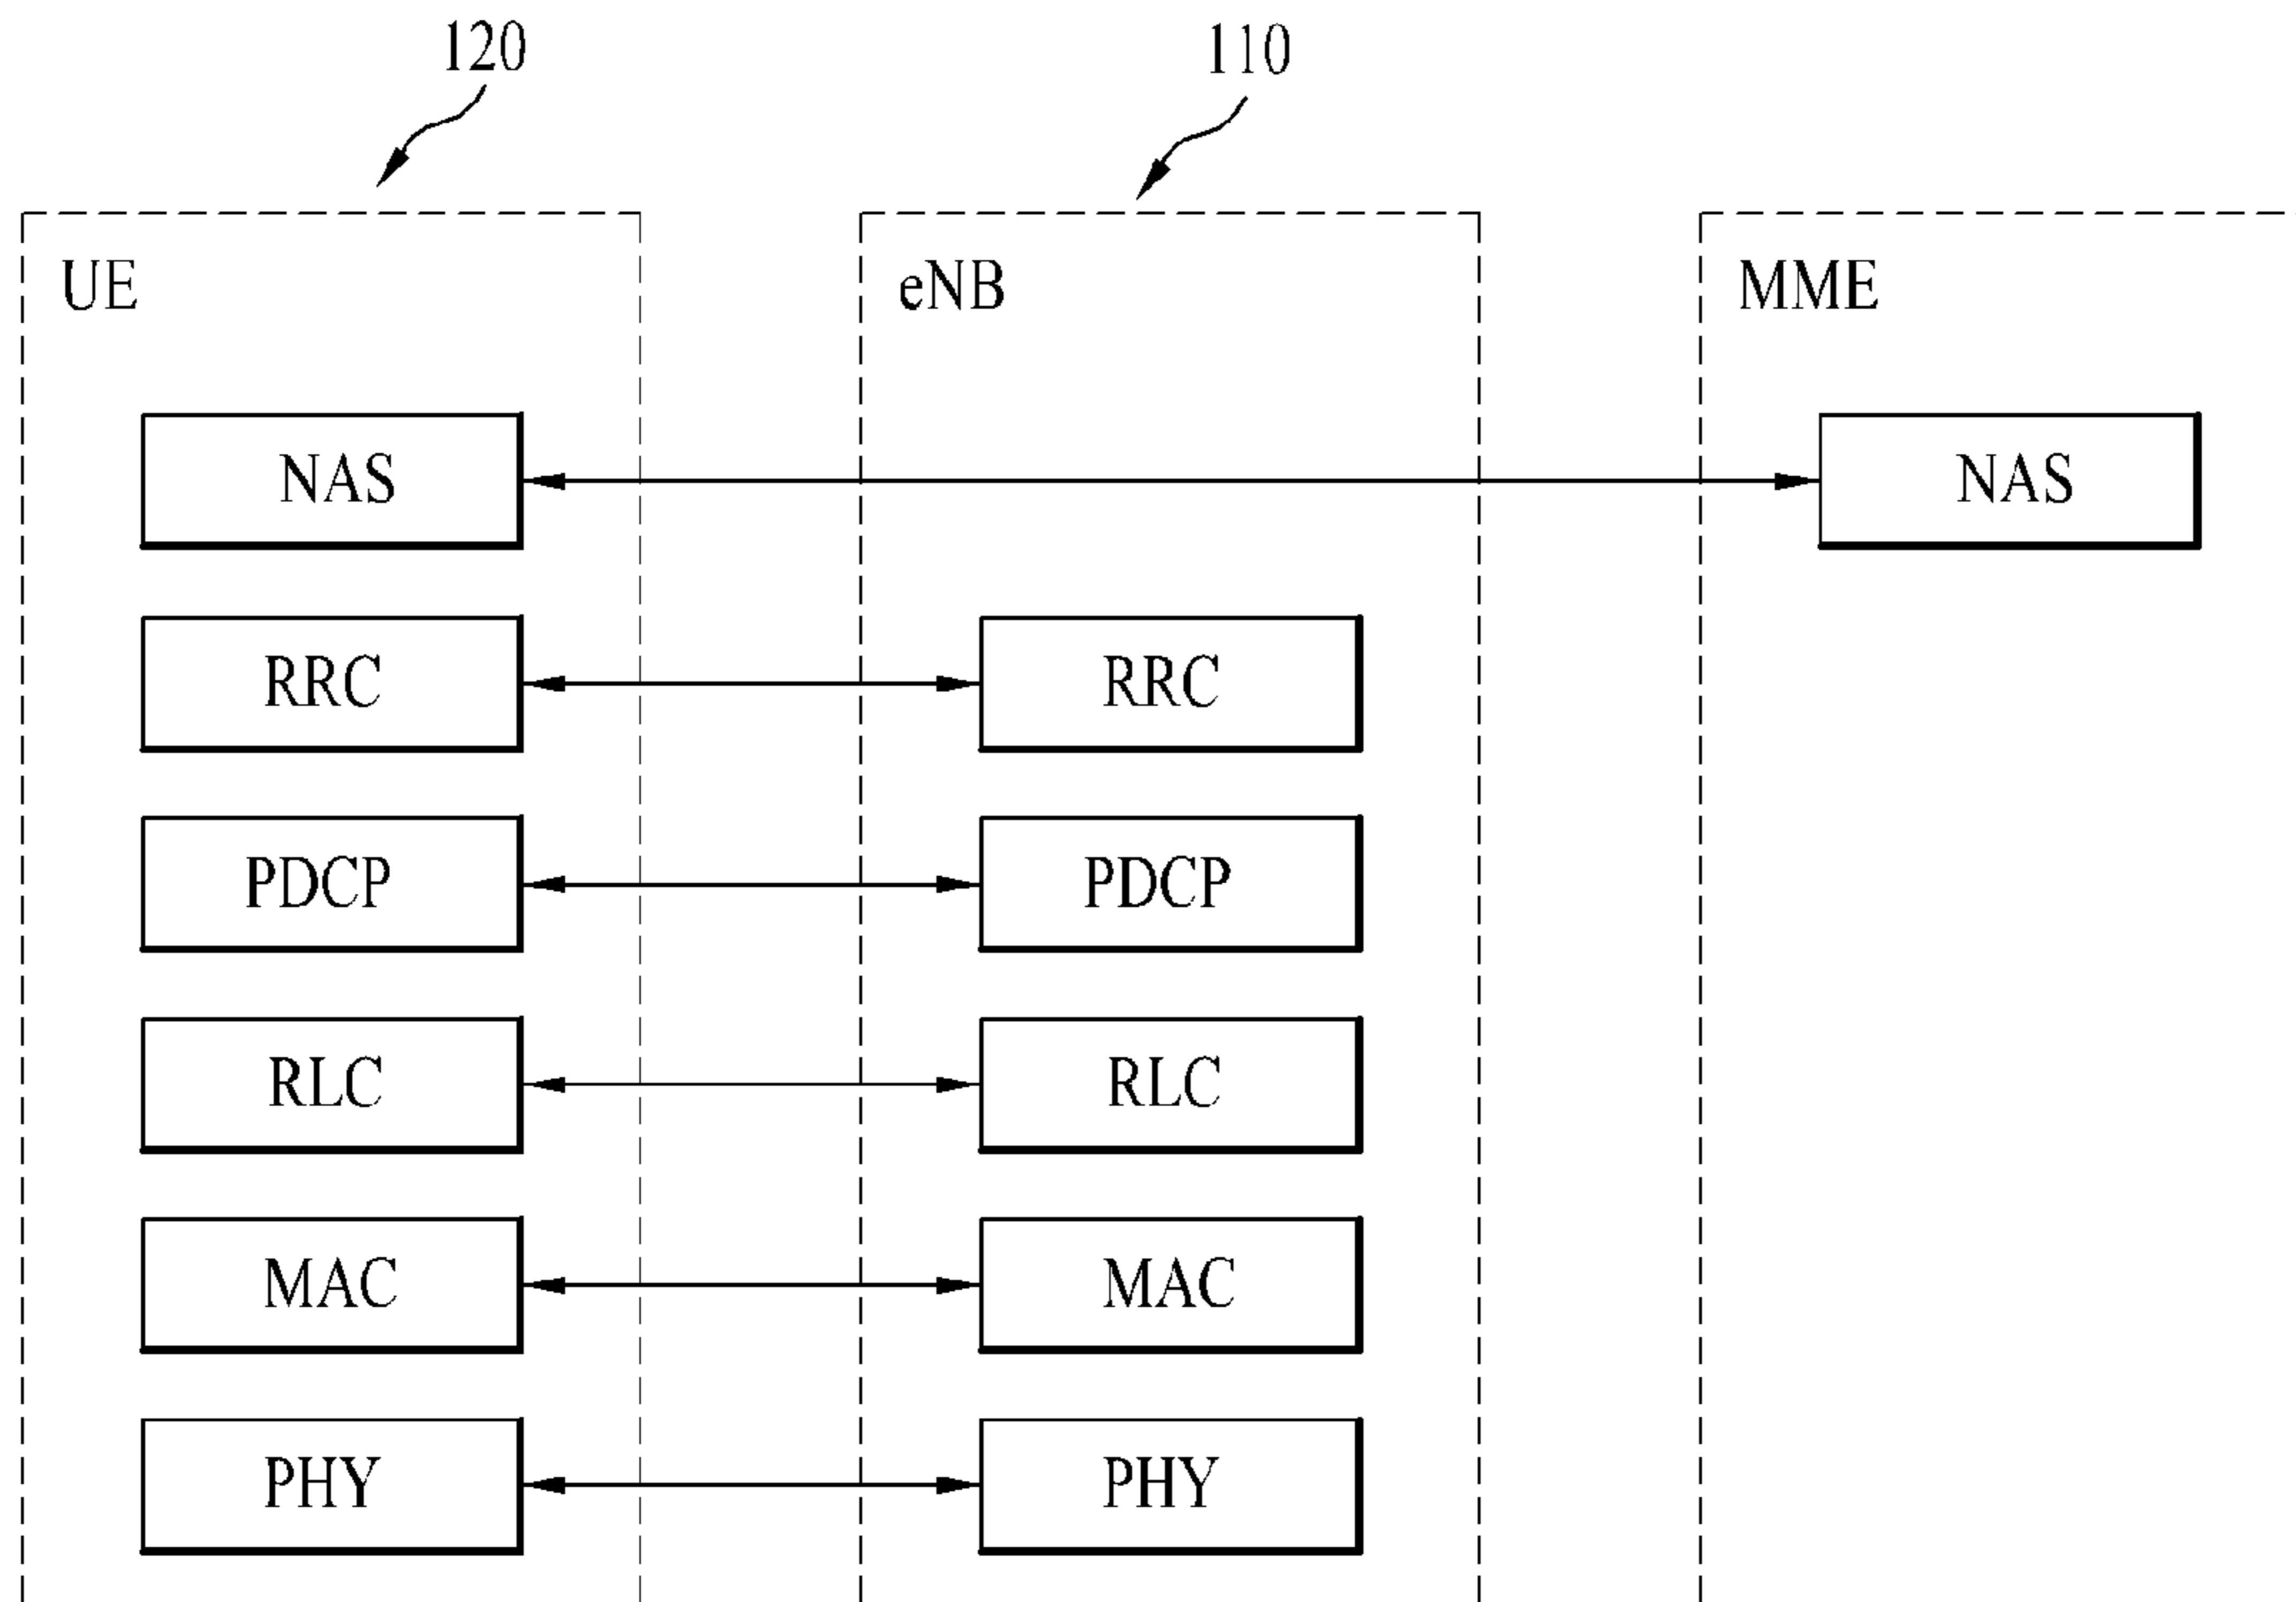 120 110
UE eNB MME
NAS NAS
RRC RRC
PDCP PDCP
RLC RLC
MAC MAC
PHY PHY